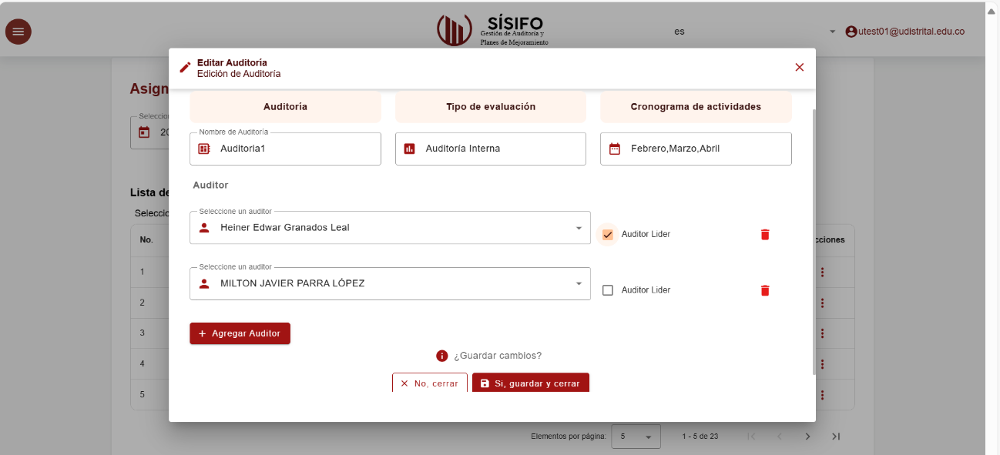 SÍSIFO
Gestión de Auditoría y
Planes de Mejoramiento
es
utest01@udistrital.edu.co
Editar Auditoría
Edición de Auditoría
Asign
Seleccio
20
Auditoría
Tipo de evaluación
Cronograma de actividades
Nombre de Auditoría
Auditoria1
Auditoría Interna
Febrero,Marzo,Abril
Auditor
Lista de
Seleccio
Seleccione un auditor
Heiner Edwar Granados Leal
Auditor Lider
No.
cciones
1
Seleccione un auditor
MILTON JAVIER PARRA LÓPEZ
Auditor Lider
2
3
Agregar Auditor
¿Guardar cambios?
4
No, cerrar
Si, guardar y cerrar
5
Elementos por página:
5
1 - 5 de 23